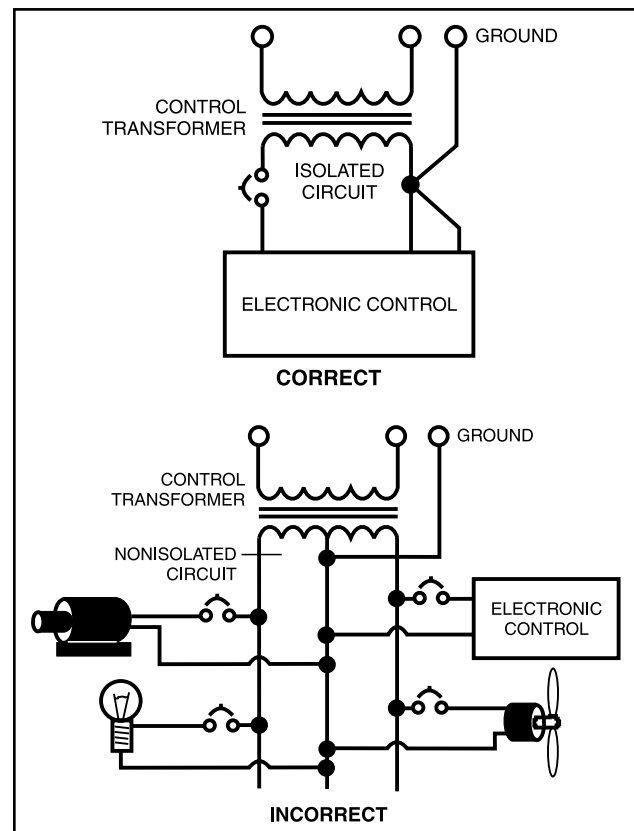 GROUND
CONTROL
TRANSFORMER
ISOLATED
CIRCUIT
ELECTRONIC CONTROL
CORRECT
GROUND
CONTROL
TRANSFORMER
NONISOLATED
CIRCUIT
ELECTRONIC
CONTROL
INCORRECT